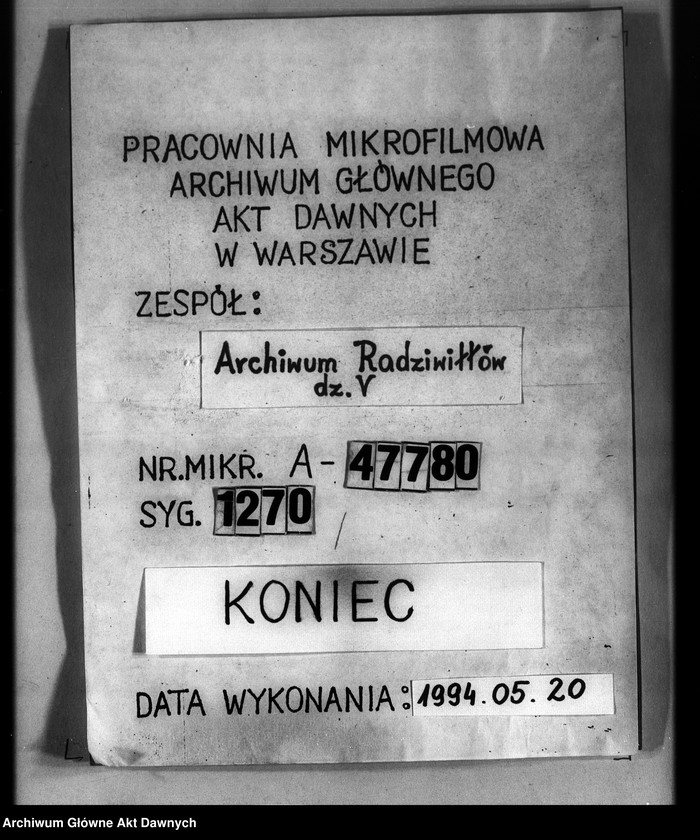 PRACOWNIA MIKROFILMOWA
ARCHIWUM GŁÓWNEGO
AKT DAWNYCH
W WARSZAWIE
ZESPÓŁ:
Archiwum Radziwiłłów
dz. V
NR. MIKR. A- 47780
SYG. 1270
KONIEC
DATA WYKONANIA: 1994.05.20
Archiwum Główne Akt Dawnych